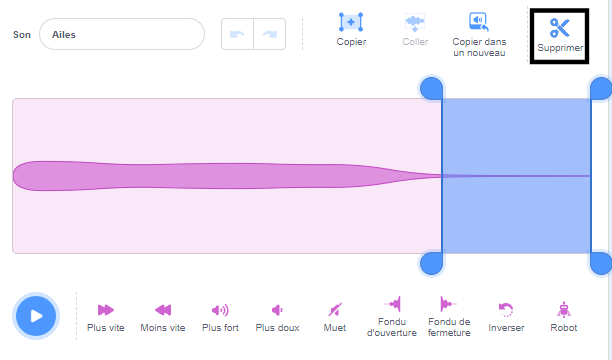 Son
Ailes
Copier
Coller
Copier dans
un nouveau
Supprimer
Plus vite
Moins vite
Plus fort
Plus doux
Muet
Fondu
d'ouverture
Fondu de
fermeture
Inverser
Robot